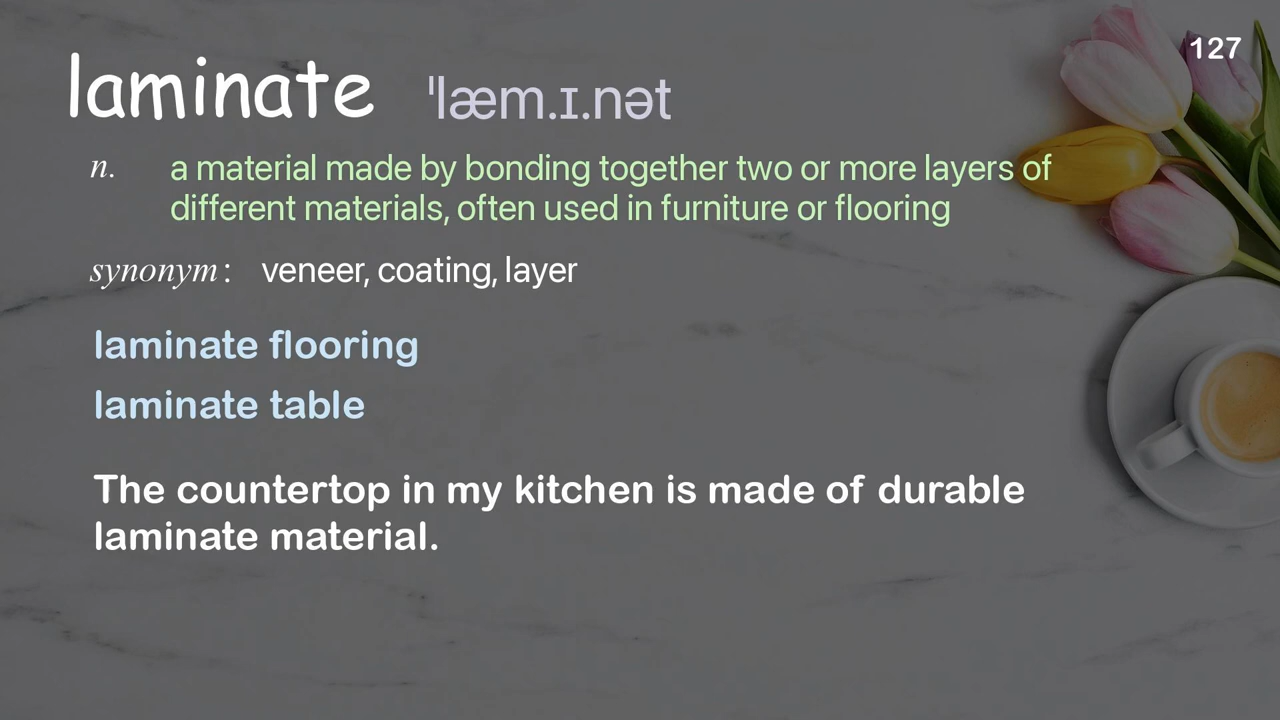 127
laminate ˈlæm.ɪ.nət
n. a material made by bonding together two or more layers of
different materials, often used in furniture or flooring
synonym: veneer, coating, layer
laminate flooring
laminate table
The countertop in my kitchen is made of durable
laminate material.